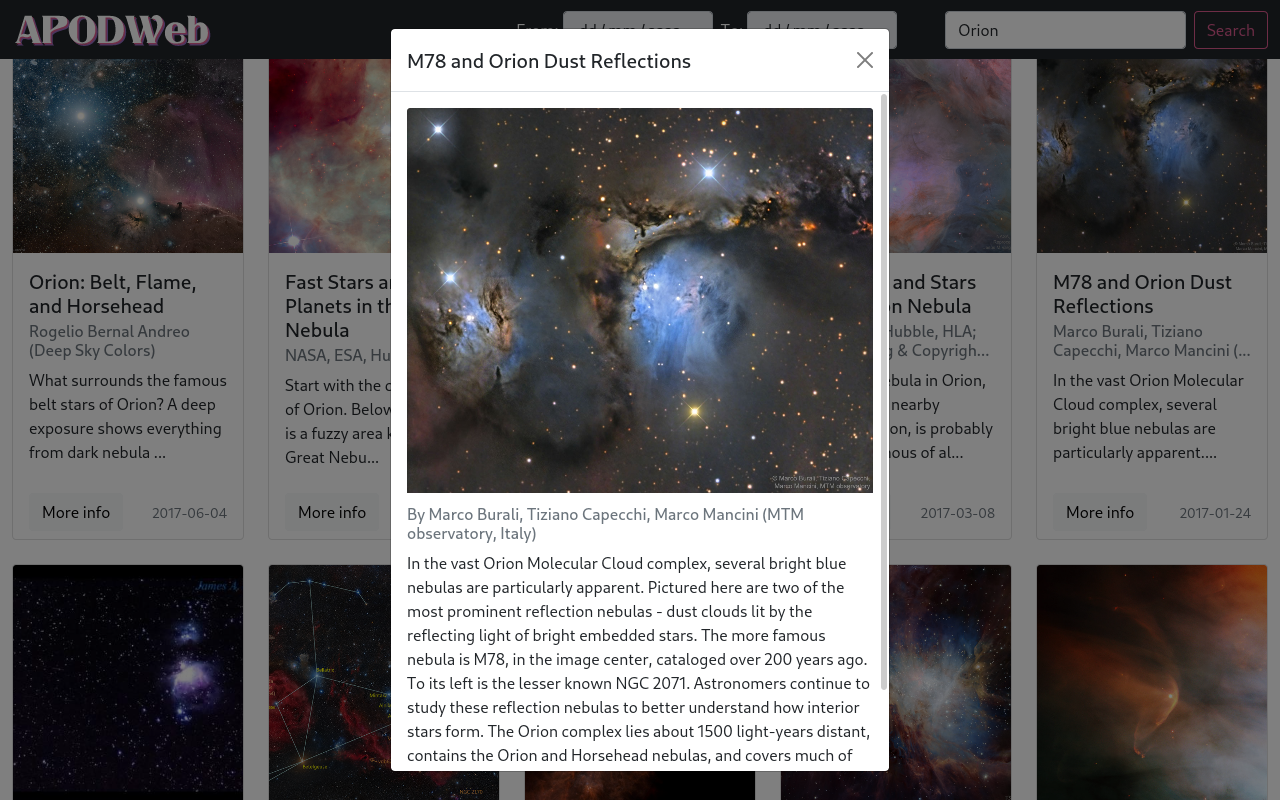 APODWeb
From: dd/mm/aaaa To: dd/mm/aaaa Orion Search
M78 and Orion Dust Reflections
© Marco Burali, Tiziano Capecchi,
Marco Mancini, MTM observatory
By Marco Burali, Tiziano Capecchi, Marco Mancini (MTM
observatory, Italy)
In the vast Orion Molecular Cloud complex, several bright blue
nebulas are particularly apparent. Pictured here are two of the
most prominent reflection nebulas - dust clouds lit by the
reflecting light of bright embedded stars. The more famous
nebula is M78, in the image center, cataloged over 200 years ago.
To its left is the lesser known NGC 2071. Astronomers continue to
study these reflection nebulas to better understand how interior
stars form. The Orion complex lies about 1500 light-years distant,
contains the Orion and Horsehead nebulas, and covers much of
Orion: Belt, Flame,
and Horsehead
Rogelio Bernal Andreo
(Deep Sky Colors)
What surrounds the famous
belt stars of Orion? A deep
exposure shows everything
from dark nebula ...
More info 2017-06-04
Fast Stars
Planets in
Nebula
NASA, ESA,
Start with the
of Orion. Below
is a fuzzy area
Great Nebu...
More info
and Stars
Nebula
Hubble, HLA;
& Copyrigh...
in Orion,
nearby
is probably
of al...
2017-03-08
M78 and Orion Dust
Reflections
Marco Burali, Tiziano
Capecchi, Marco Mancini (...
In the vast Orion Molecular
Cloud complex, several
bright blue nebulas are
particularly apparent....
More info 2017-01-24
James A.
Bellatrix
Betelgeuse